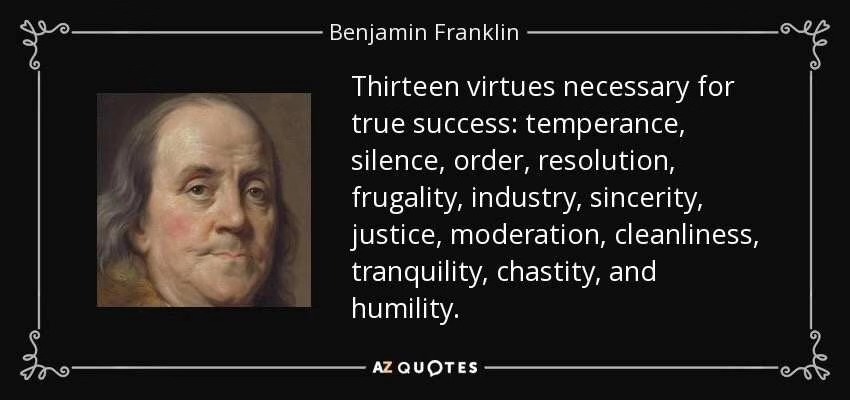 Benjamin Franklin
Thirteen virtues necessary for
true success: temperance,
silence, order, resolution,
frugality, industry, sincerity,
justice, moderation, cleanliness,
tranquility, chastity, and
humility.
AZ QUOTES